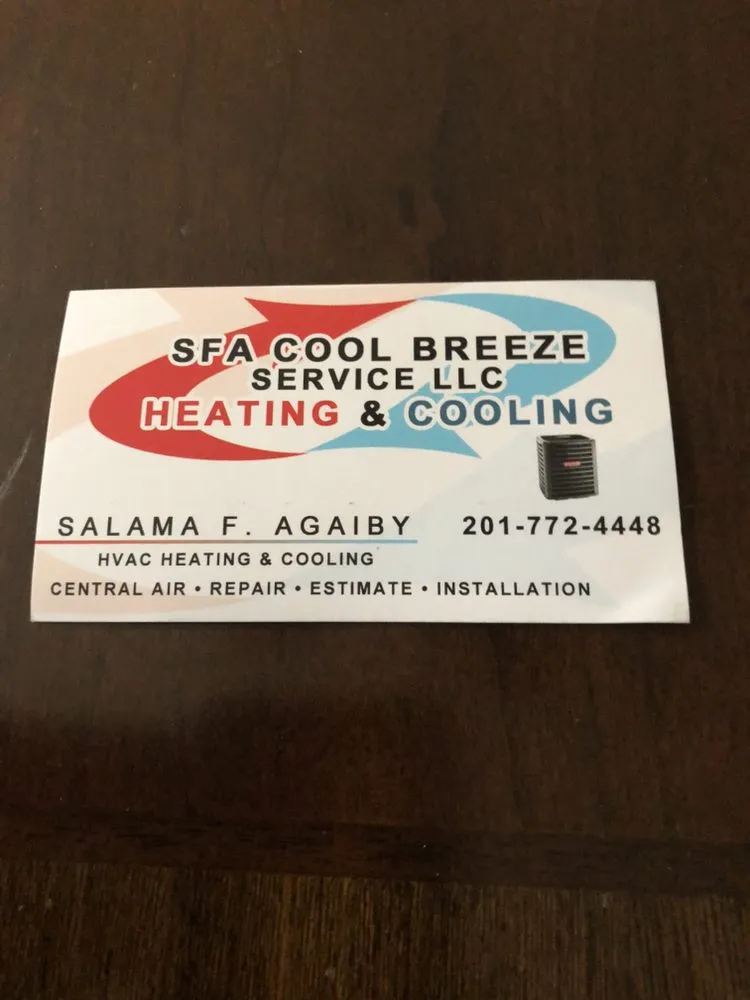 SFA COOL BREEZE
SERVICE LLC
HEATING & COOLING
SALAMA F. AGAIBY
201-772-4448
HVAC HEATING & COOLING
CENTRAL AIR • REPAIR • ESTIMATE • INSTALLATION